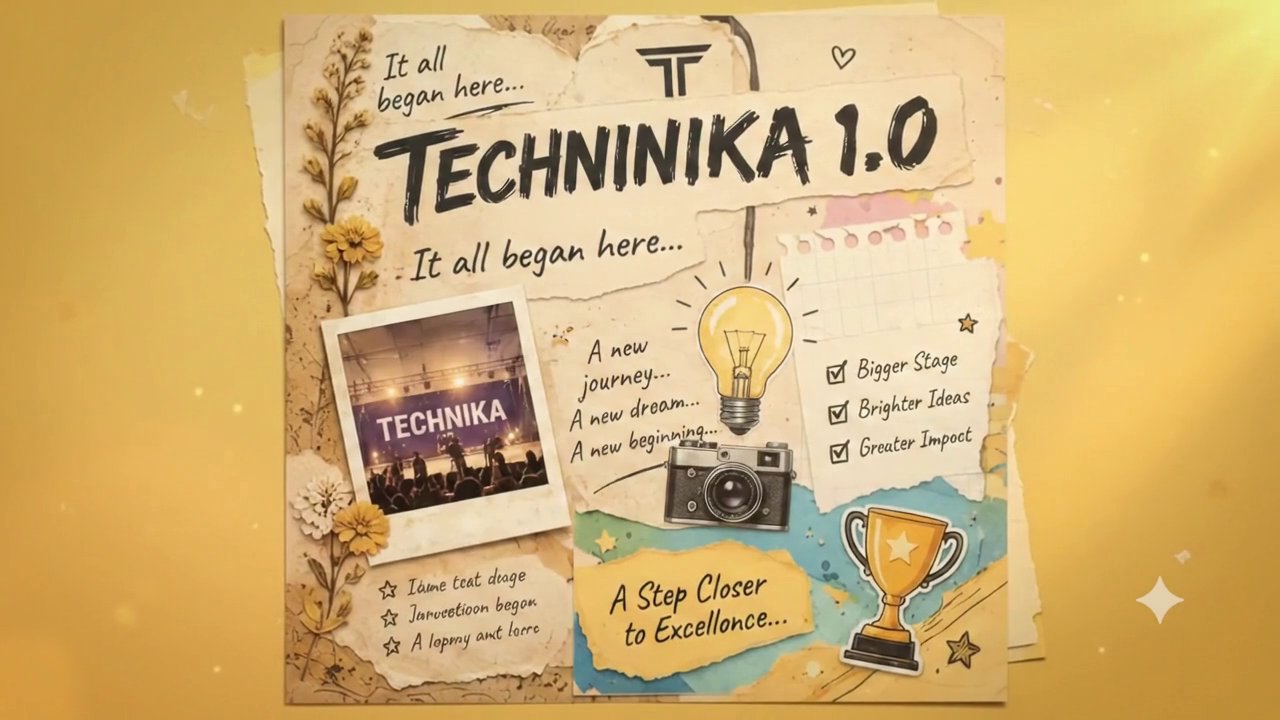 It all
began here...
TECHNINIKA 1.0
It all began here...
TECHNIKA
A new
journey...
A new dream...
A new beginning...
Bigger Stage
Brighter Ideas
Greater Impoct
began
A
A Step Closer
to Excellonce...